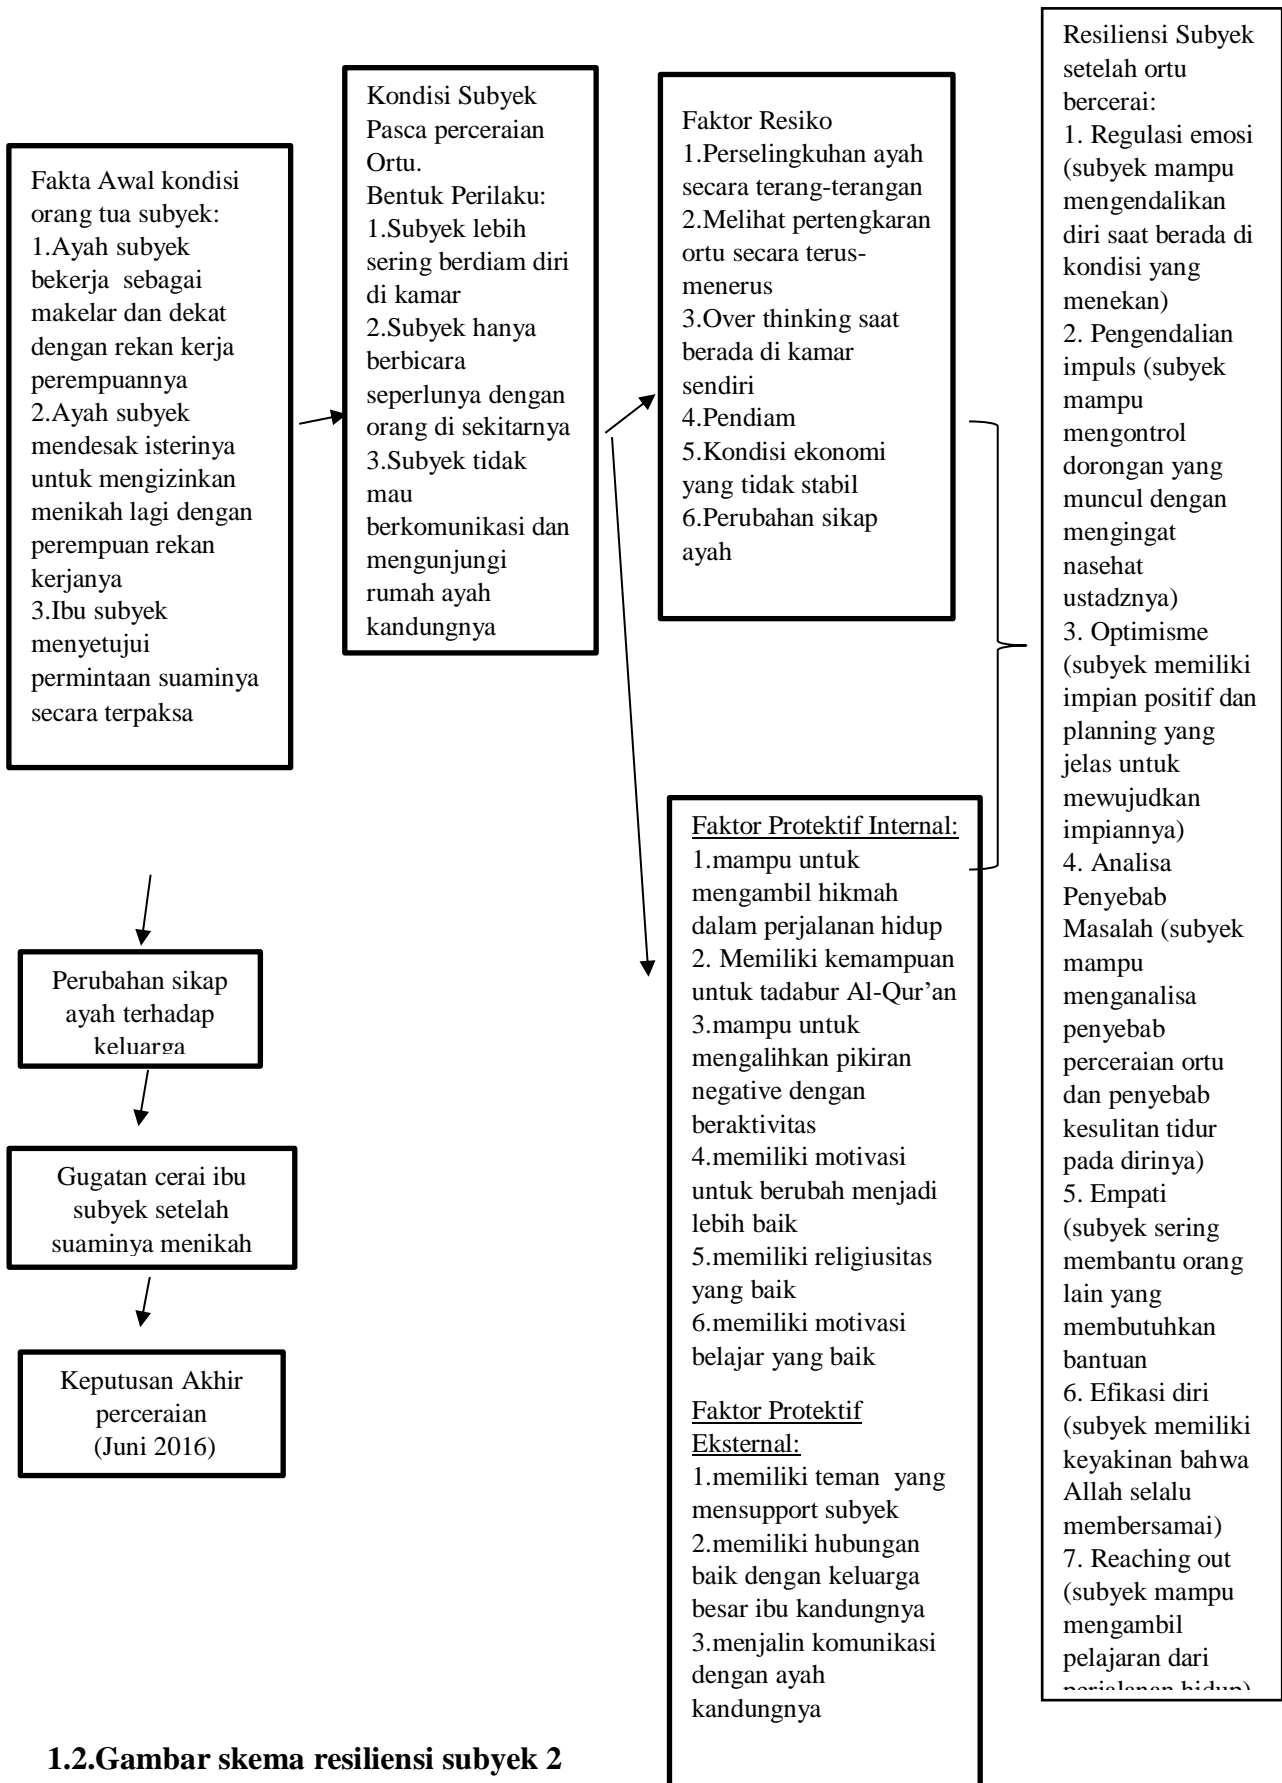 Fakta Awal kondisi
orang tua subyek:
1.Ayah subyek
bekerja  sebagai
makelar dan dekat
dengan rekan kerja
perempuannya
2.Ayah subyek
mendesak isterinya
untuk mengizinkan
menikah lagi dengan
perempuan rekan
kerjanya
3.Ibu subyek
menyetujui
permintaan suaminya
secara terpaksa
Perubahan sikap
ayah terhadap
keluarga
Gugatan cerai ibu
subyek setelah
suaminya menikah
Keputusan Akhir
perceraian
(Juni 2016)
Kondisi Subyek
Pasca perceraian
Ortu.
Bentuk Perilaku:
1.Subyek lebih
sering berdiam diri
di kamar
2.Subyek hanya
berbicara
seperlunya dengan
orang di sekitarnya
3.Subyek tidak
mau
berkomunikasi dan
mengunjungi
rumah ayah
kandungnya
Faktor Resiko
1.Perselingkuhan ayah
secara terang-terangan
2.Melihat pertengkaran
ortu secara terus-
menerus
3.Over thinking saat
berada di kamar
sendiri
4.Pendiam
5.Kondisi ekonomi
yang tidak stabil
6.Perubahan sikap
ayah
Faktor Protektif Internal:
1.mampu untuk
mengambil hikmah
dalam perjalanan hidup
2. Memiliki kemampuan
untuk tadabur Al-Qur’an
3.mampu untuk
mengalihkan pikiran
negative dengan
beraktivitas
4.memiliki motivasi
untuk berubah menjadi
lebih baik
5.memiliki religiusitas
yang baik
6.memiliki motivasi
belajar yang baik
Faktor Protektif
Eksternal:
1.memiliki teman  yang
mensupport subyek
2.memiliki hubungan
baik dengan keluarga
besar ibu kandungnya
3.menjalin komunikasi
dengan ayah
kandungnya
Resiliensi Subyek
setelah ortu
bercerai:
1. Regulasi emosi
(subyek mampu
mengendalikan
diri saat berada di
kondisi yang
menekan)
2. Pengendalian
impuls (subyek
mampu
mengontrol
dorongan yang
muncul dengan
mengingat
nasehat
ustadznya)
3. Optimisme
(subyek memiliki
impian positif dan
planning yang
jelas untuk
mewujudkan
impiannya)
4. Analisa
Penyebab
Masalah (subyek
mampu
menganalisa
penyebab
perceraian ortu
dan penyebab
kesulitan tidur
pada dirinya)
5. Empati
(subyek sering
membantu orang
lain yang
membutuhkan
bantuan
6. Efikasi diri
(subyek memiliki
keyakinan bahwa
Allah selalu
membersamai)
7. Reaching out
(subyek mampu
mengambil
pelajaran dari
perjalanan hidup)
1.2.Gambar skema resiliensi subyek 2